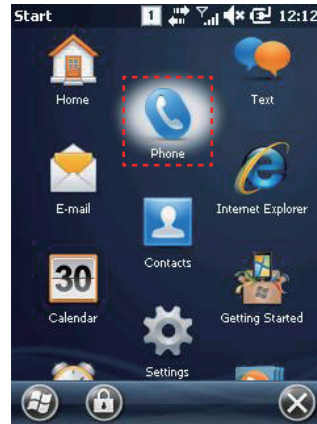 Start 1 12:12
Home
Phone
Text
E-mail
Contacts
Internet Explorer
30
Calendar
Settings
Getting Started